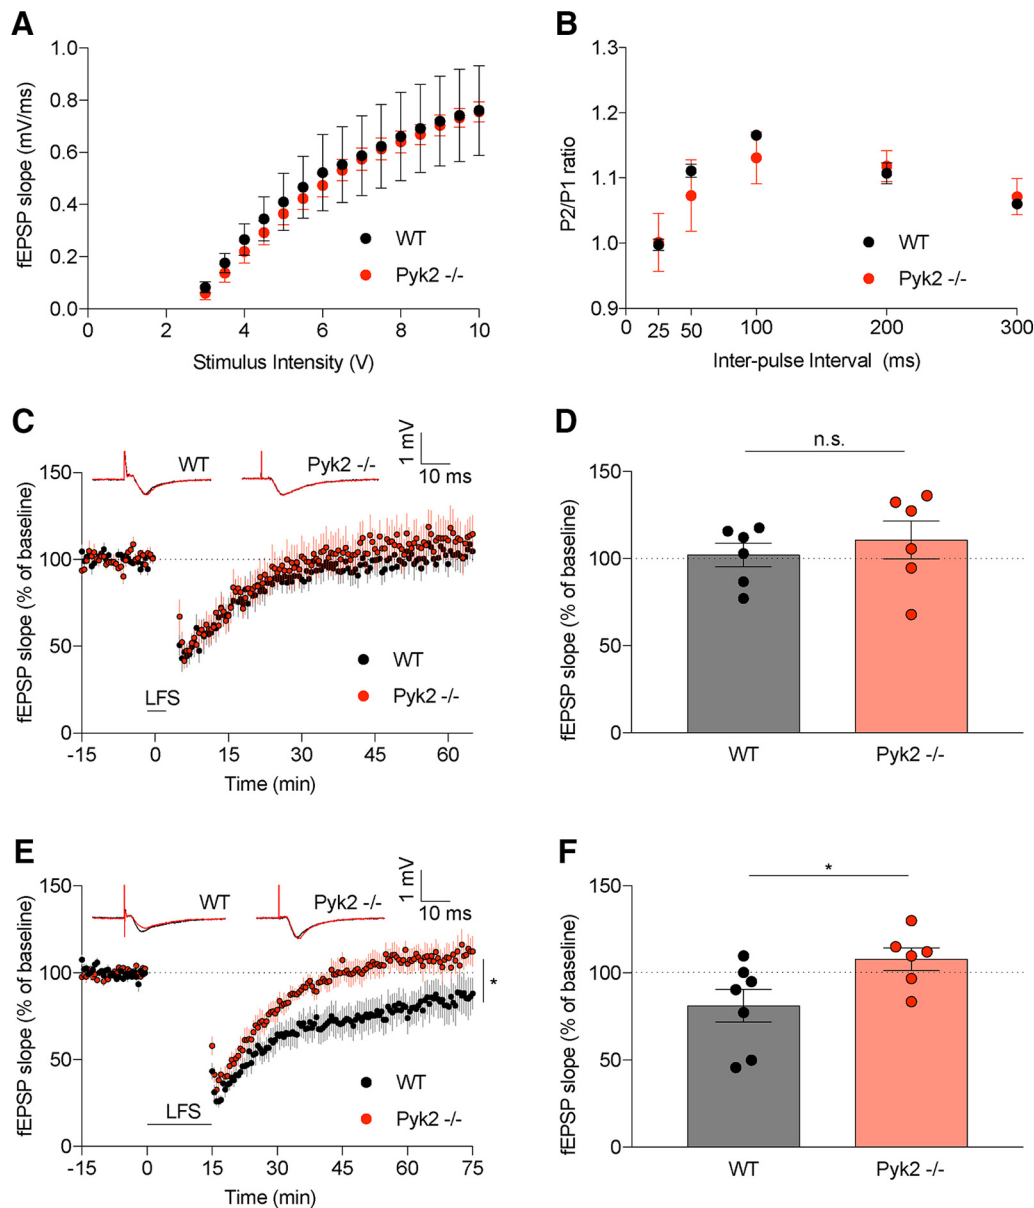 A
fEPSP slope (mV/ms)
1.0
0.8
0.6
0.4
0.2
0.0
WT
Pyk2 -/-
0 2 4 6 8 10
Stimulus Intensity (V)
B
P2/P1 ratio
1.3
1.2
1.1
1.0
0.9
WT
Pyk2 -/-
0 25 50 100 200 300
Inter-pulse Interval (ms)
C
fEPSP slope (% of baseline)
150
100
50
0
WT
Pyk2 -/-
1 mV
10 ms
WT
Pyk2 -/-
LFS
-15 0 15 30 45 60
Time (min)
D
fEPSP slope (% of baseline)
150
100
50
0
n.s.
WT Pyk2 -/-
E
fEPSP slope (% of baseline)
150
100
50
0
WT
Pyk2 -/-
1 mV
10 ms
*
WT
Pyk2 -/-
LFS
-15 0 15 30 45 60 75
Time (min)
F
fEPSP slope (% of baseline)
150
100
50
0
*
WT Pyk2 -/-